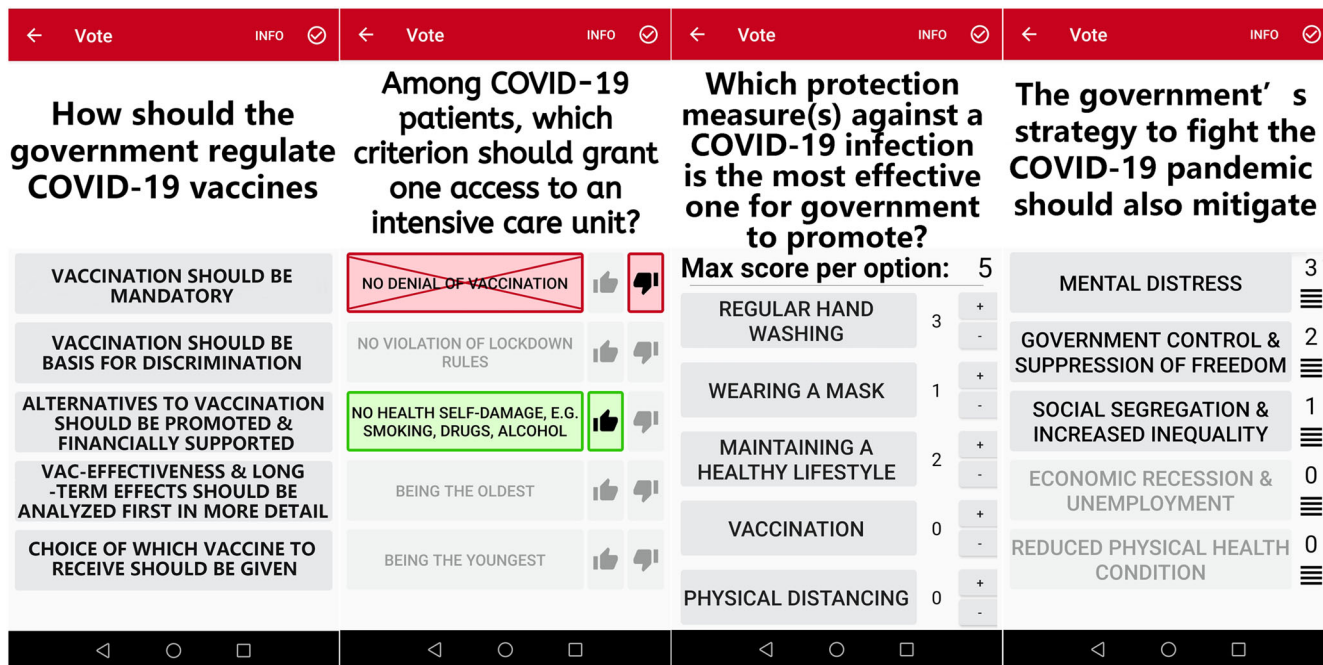 Vote
INFO
How should the
government regulate
COVID-19 vaccines
VACCINATION SHOULD BE
MANDATORY
VACCINATION SHOULD BE
BASIS FOR DISCRIMINATION
ALTERNATIVES TO VACCINATION
SHOULD BE PROMOTED &
FINANCIALLY SUPPORTED
VAC-EFFECTIVENESS & LONG
-TERM EFFECTS SHOULD BE
ANALYZED FIRST IN MORE DETAIL
CHOICE OF WHICH VACCINE TO
RECEIVE SHOULD BE GIVEN
Vote
INFO
Among COVID-19
patients, which
criterion should grant
one access to an
intensive care unit?
NO DENIAL OF VACCINATION
NO VIOLATION OF LOCKDOWN
RULES
NO HEALTH SELF-DAMAGE, E.G.
SMOKING, DRUGS, ALCOHOL
BEING THE OLDEST
BEING THE YOUNGEST
Vote
INFO
Which protection
measure(s) against a
COVID-19 infection
is the most effective
one for government
to promote?
Max score per option: 5
REGULAR HAND
WASHING
3
+
-
WEARING A MASK
1
+
-
MAINTAINING A
HEALTHY LIFESTYLE
2
+
-
VACCINATION
0
+
-
PHYSICAL DISTANCING
0
+
-
Vote
INFO
The government's
strategy to fight the
COVID-19 pandemic
should also mitigate
MENTAL DISTRESS
3
GOVERNMENT CONTROL &
SUPPRESSION OF FREEDOM
2
SOCIAL SEGREGATION &
INCREASED INEQUALITY
1
ECONOMIC RECESSION &
UNEMPLOYMENT
0
REDUCED PHYSICAL HEALTH
CONDITION
0